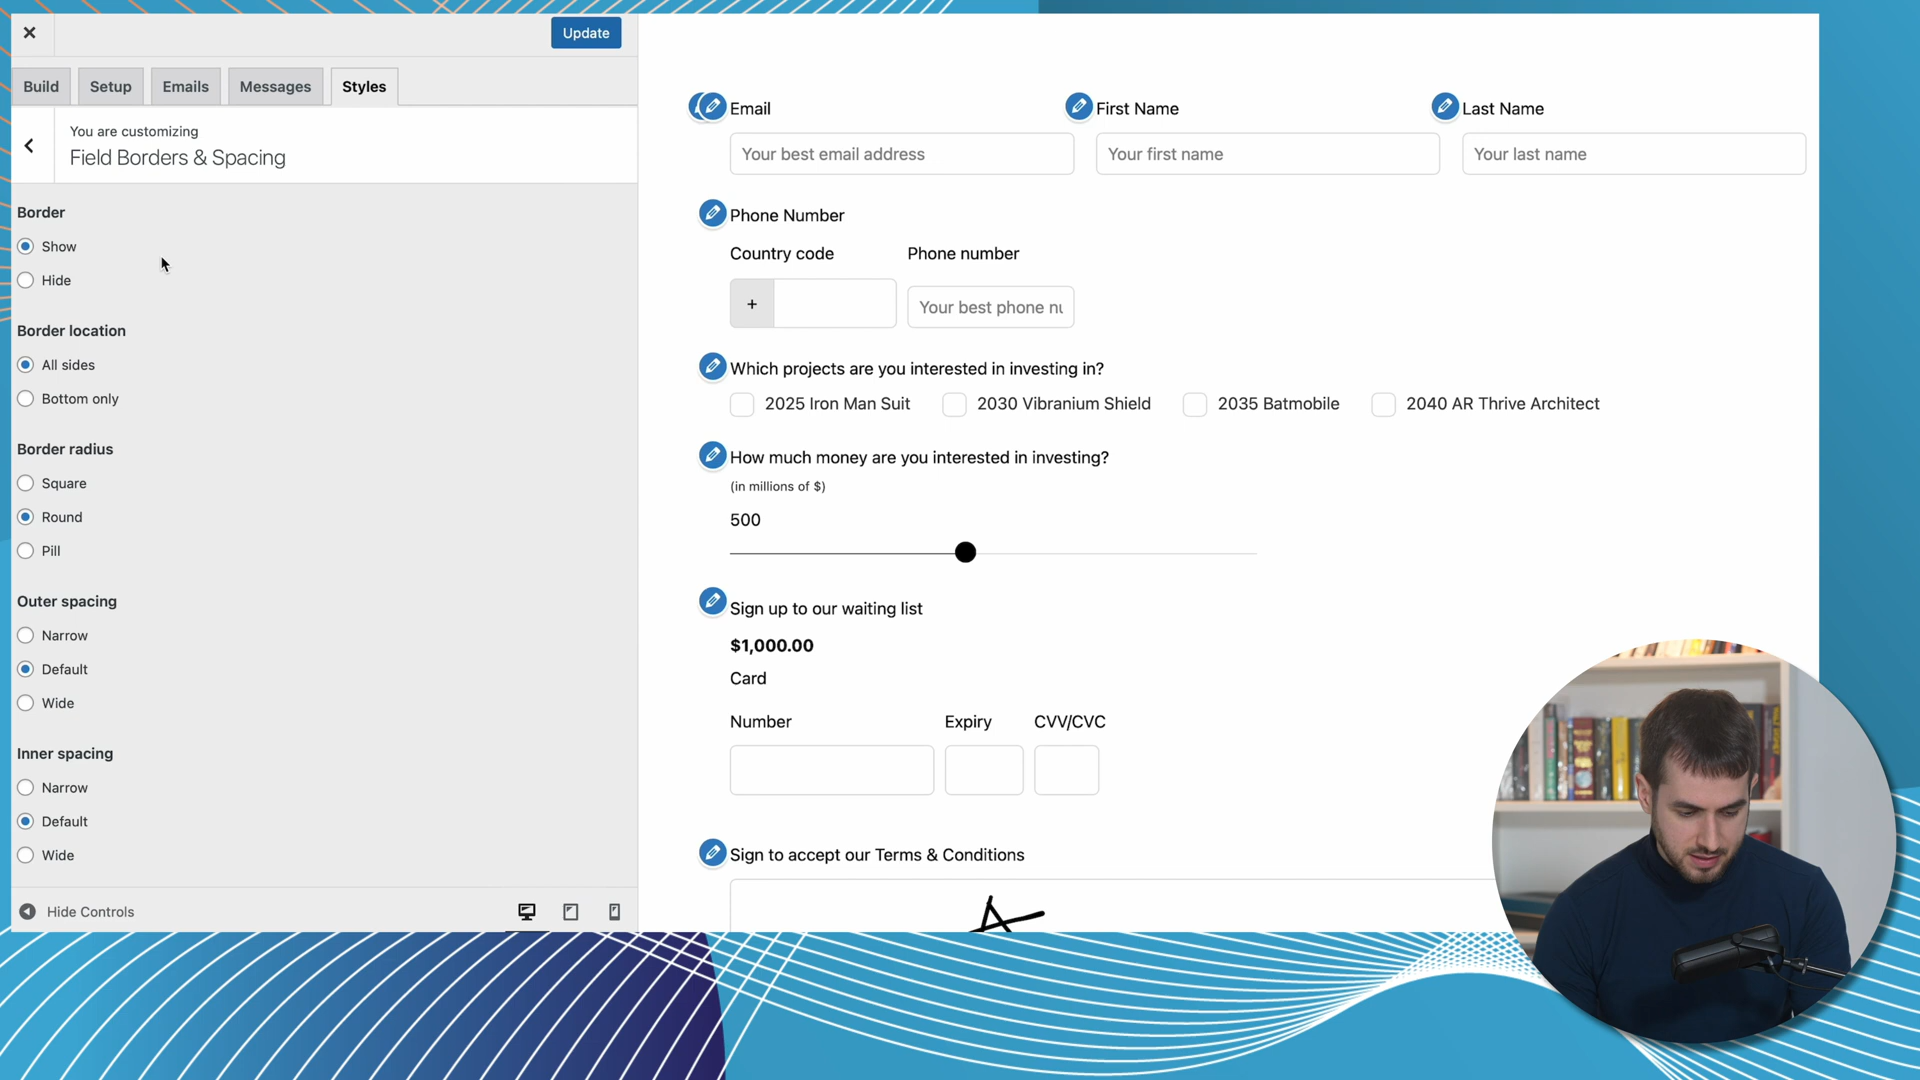 Update
Build
Setup
Emails
Messages
Styles
You are customizing
Field Borders & Spacing
Border
Show
Hide
Border location
All sides
Bottom only
Border radius
Square
Round
Pill
Outer spacing
Narrow
Default
Wide
Inner spacing
Narrow
Default
Wide
Hide Controls
Email
First Name
Last Name
Your best email address
Your first name
Your last name
Phone Number
Country code
Phone number
+
Your best phone nu
Which projects are you interested in investing in?
2025 Iron Man Suit
2030 Vibranium Shield
2035 Batmobile
2040 AR Thrive Architect
How much money are you interested in investing?
(in millions of $)
500
Sign up to our waiting list
$1,000.00
Card
Number
Expiry
CVV/CVC
Sign to accept our Terms & Conditions